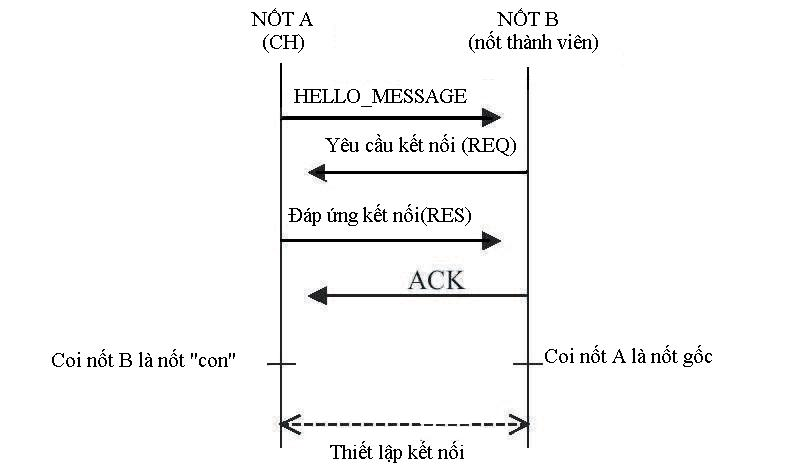 NỐT A
(CH)
NỐT B
(nốt thành viên)
HELLO_MESSAGE
Yêu cầu kết nối (REQ)
Đáp ứng kết nối(RES)
ACK
Coi nốt B là nốt "con"
Coi nốt A là nốt gốc
Thiết lập kết nối